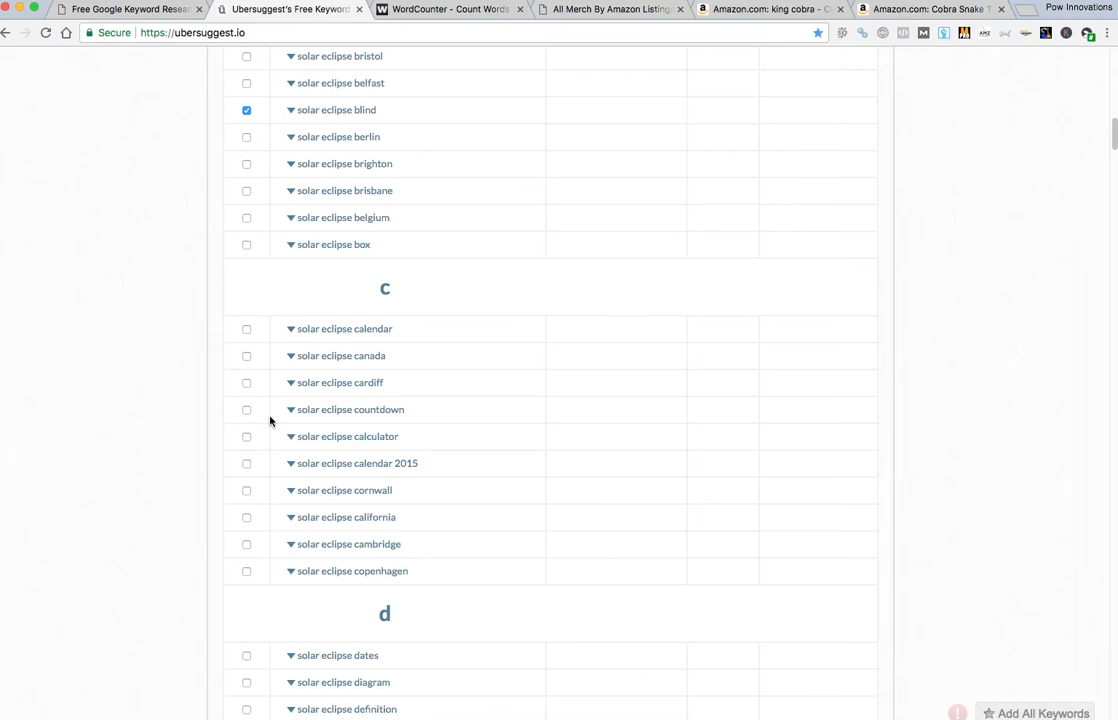 Free Google Keyword Resear
Ubersuggest's Free Keyword
WordCounter - Count Words
All Merch By Amazon Listing
Amazon.com: king cobra - Cl
Amazon.com: Cobra Snake T
Pow Innovations
Secure
https://ubersuggest.io
solar eclipse bristol
solar eclipse belfast
solar eclipse blind
solar eclipse berlin
solar eclipse brighton
solar eclipse brisbane
solar eclipse belgium
solar eclipse box
c
solar eclipse calendar
solar eclipse canada
solar eclipse cardiff
solar eclipse countdown
solar eclipse calculator
solar eclipse calendar 2015
solar eclipse cornwall
solar eclipse california
solar eclipse cambridge
solar eclipse copenhagen
d
solar eclipse dates
solar eclipse diagram
solar eclipse definition
Add All Keywords